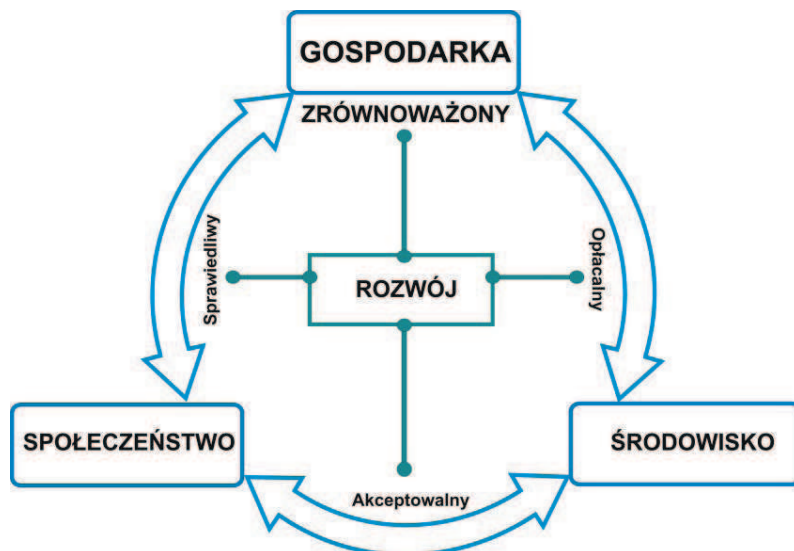 GOSPODARKA
ZRÓWNOWAŻONY
Sprawiedliwy
Opłacalny
ROZWÓJ
SPOŁECZEŃSTWO
ŚRODOWISKO
Akceptowalny